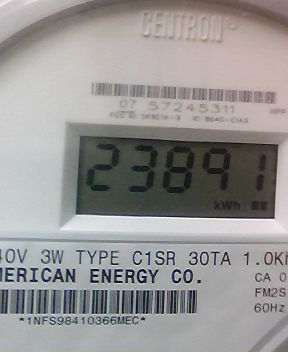 CENTRON®
07 57245311
23891
kWh
40V 3W TYPE C1SR 30TA 1.0Kh
MERICAN ENERGY CO.
CA 0
FM2S
60Hz
*1NFS98410366MEC*